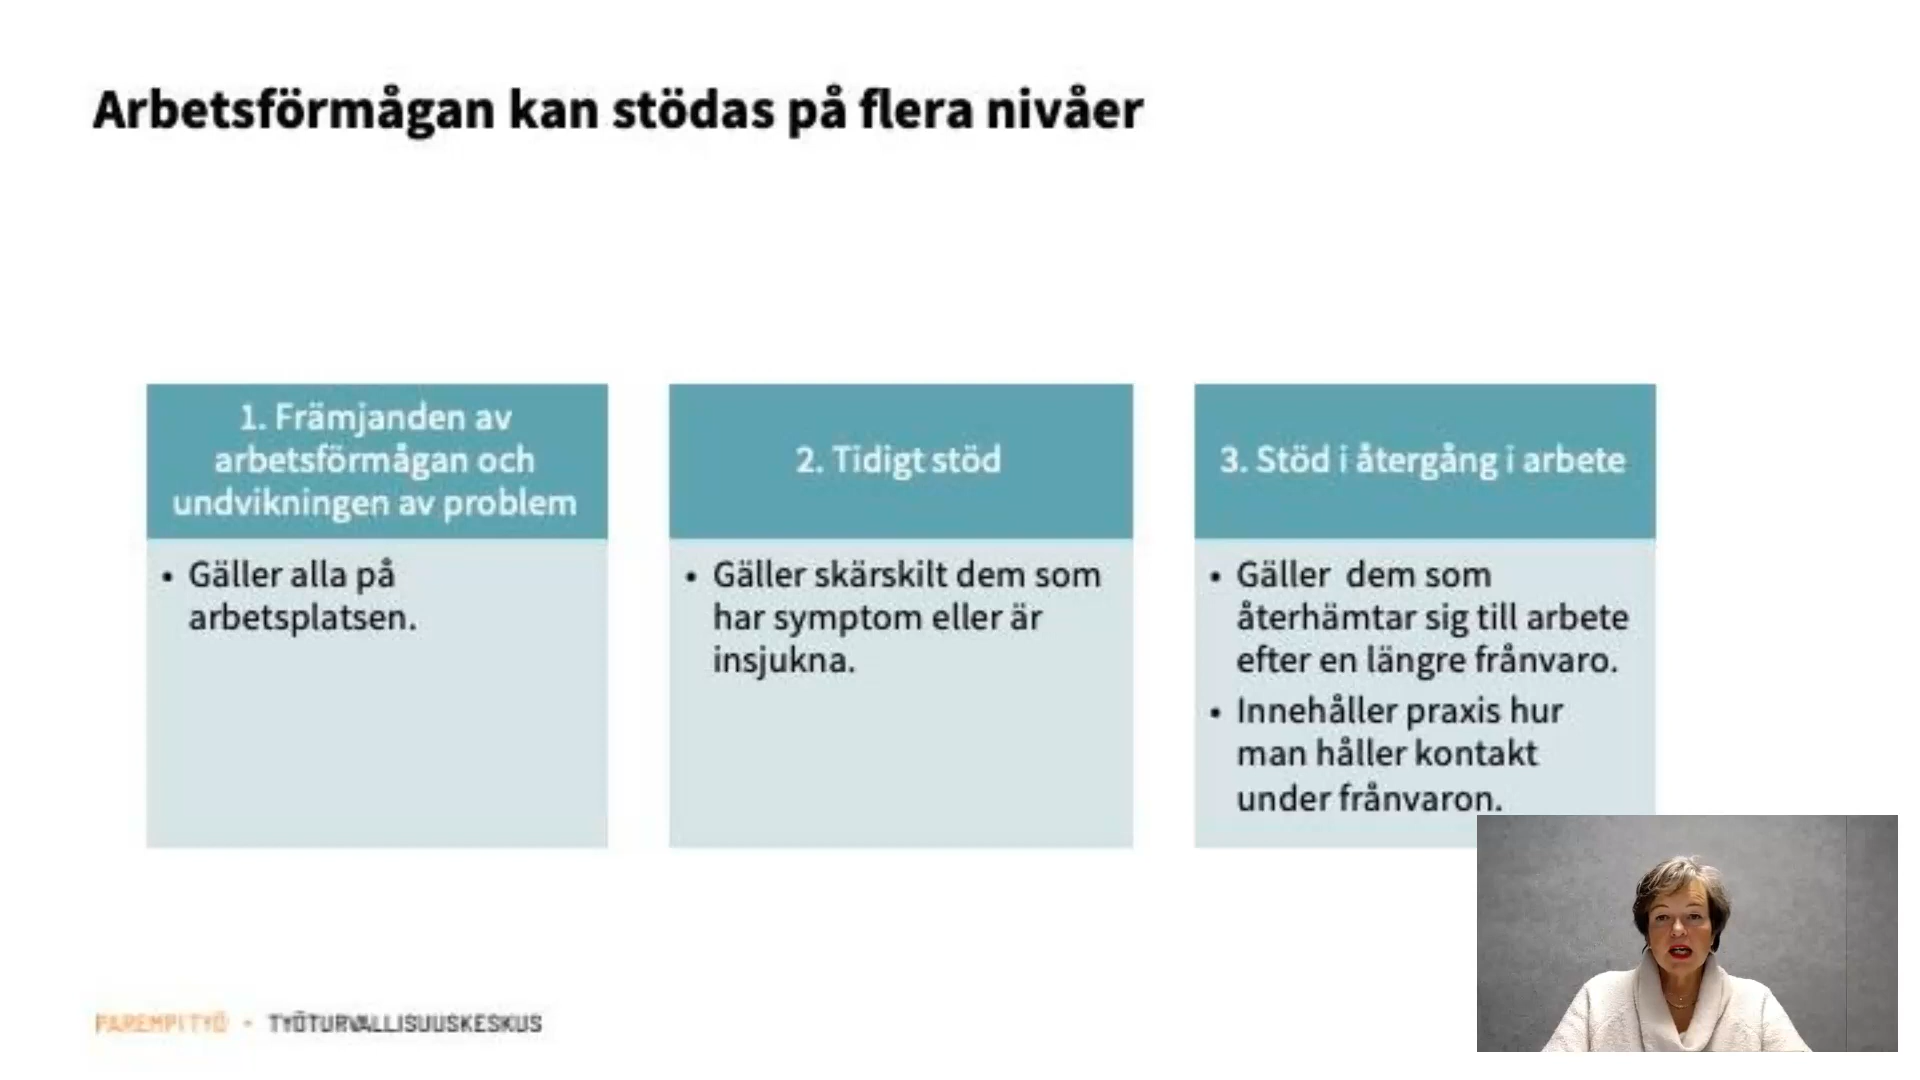 Arbetsförmågan kan stödas på flera nivåer
1. Främjanden av
arbetsförmågan och
undvikningen av problem
• Gäller alla på
arbetsplatsen.
2. Tidigt stöd
• Gäller skärskilt dem som
har symptom eller är
insjukna.
3. Stöd i återgång i arbete
• Gäller dem som
återhämtar sig till arbete
efter en längre frånvaro.
• Innehåller praxis hur
man håller kontakt
under frånvaron.
PAREMPI TYÖ • TYÖTURVALLISUUSKESKUS